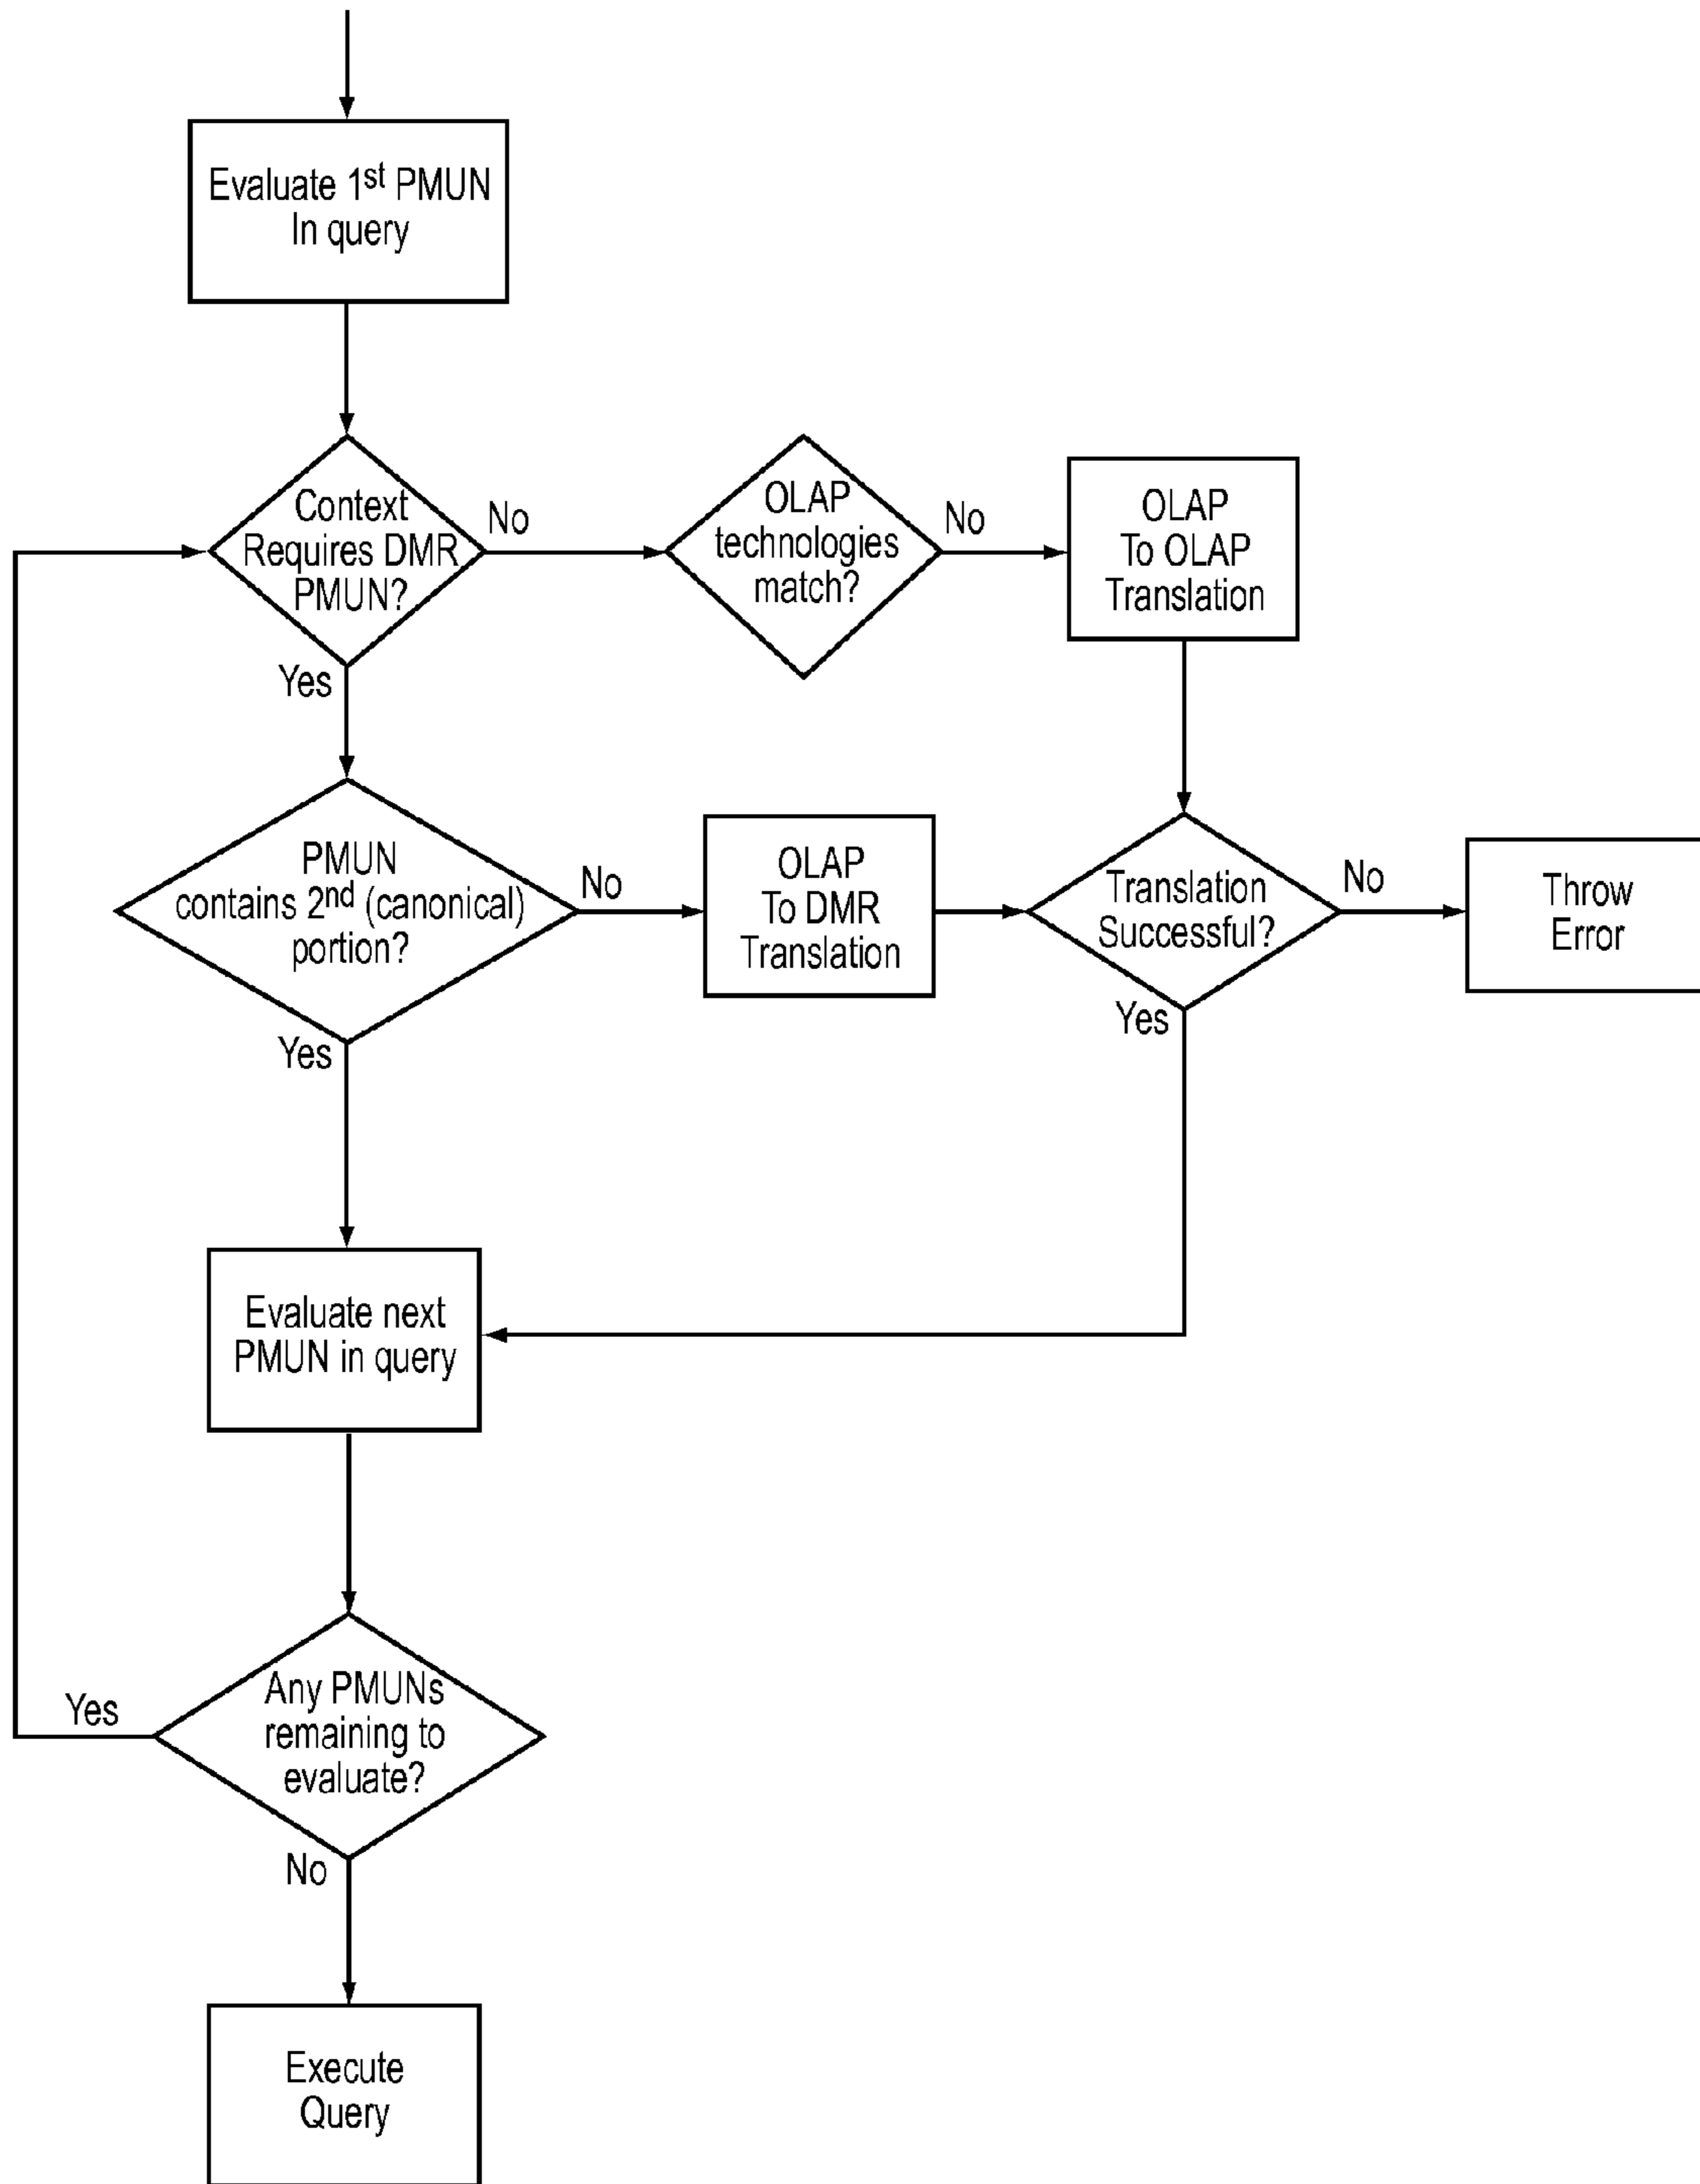 Evaluate 1st PMUN
In query
Context
Requires DMR
PMUN?
No
OLAP
technologies
match?
No
OLAP
To OLAP
Translation
Yes
PMUN
contains 2nd (canonical)
portion?
No
OLAP
To DMR
Translation
Translation
Successful?
No
Throw
Error
Yes
Yes
Evaluate next
PMUN in query
Any PMUNs
remaining to
evaluate?
Yes
No
Execute
Query